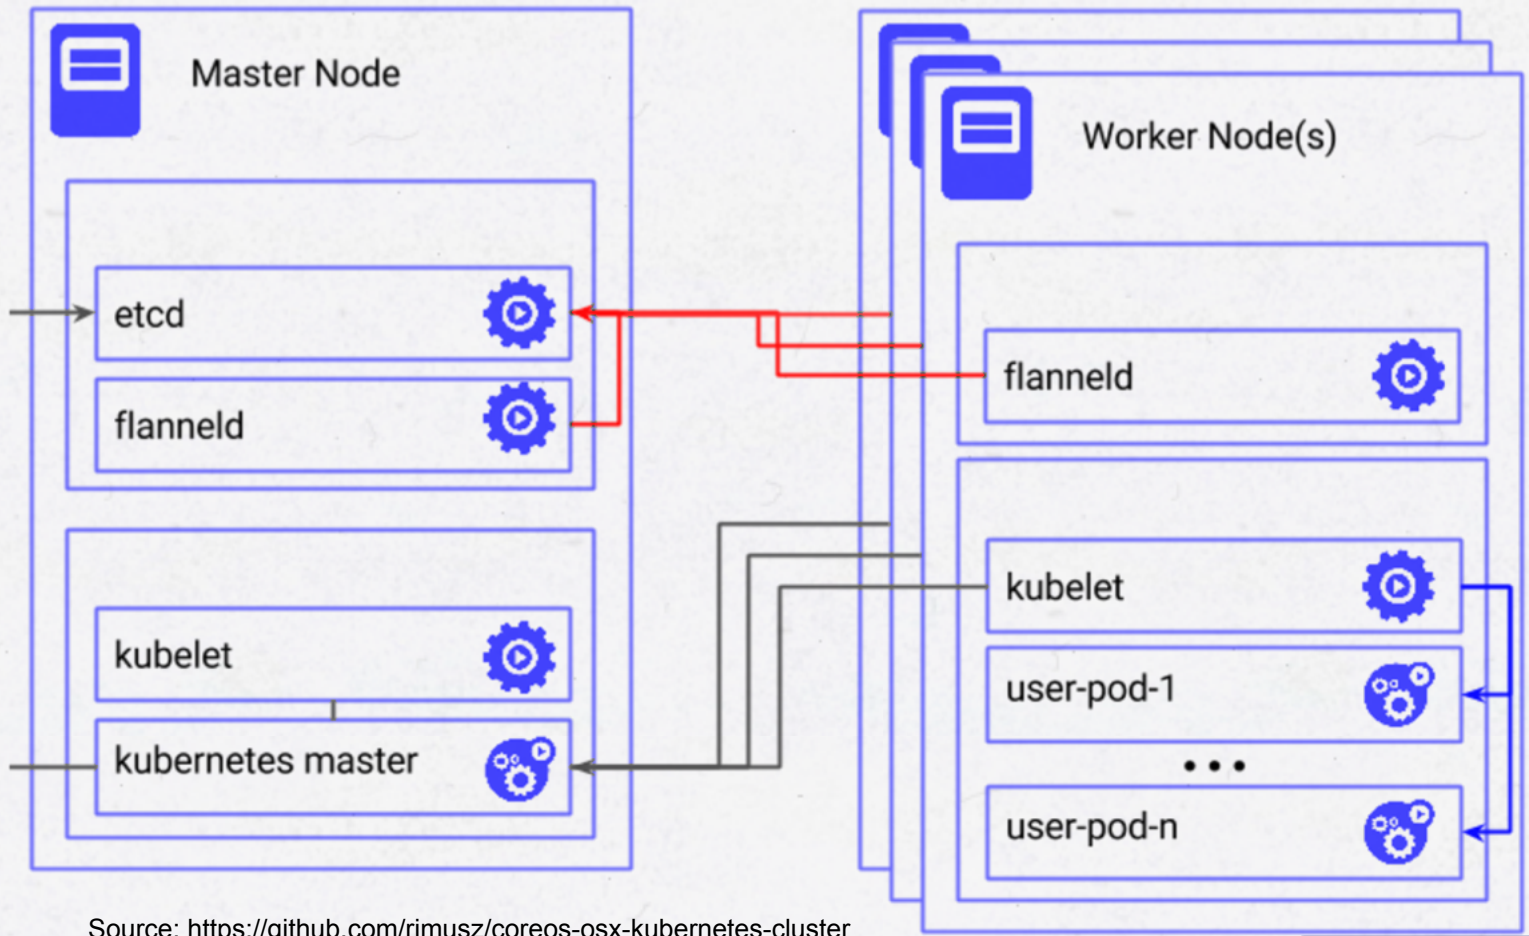 Master Node
etcd
flanneld
kubelet
kubernetes master
Worker Node(s)
flanneld
kubelet
user-pod-1
...
user-pod-n
Source: https://github.com/rimusz/coreos-osx-kubernetes-cluster